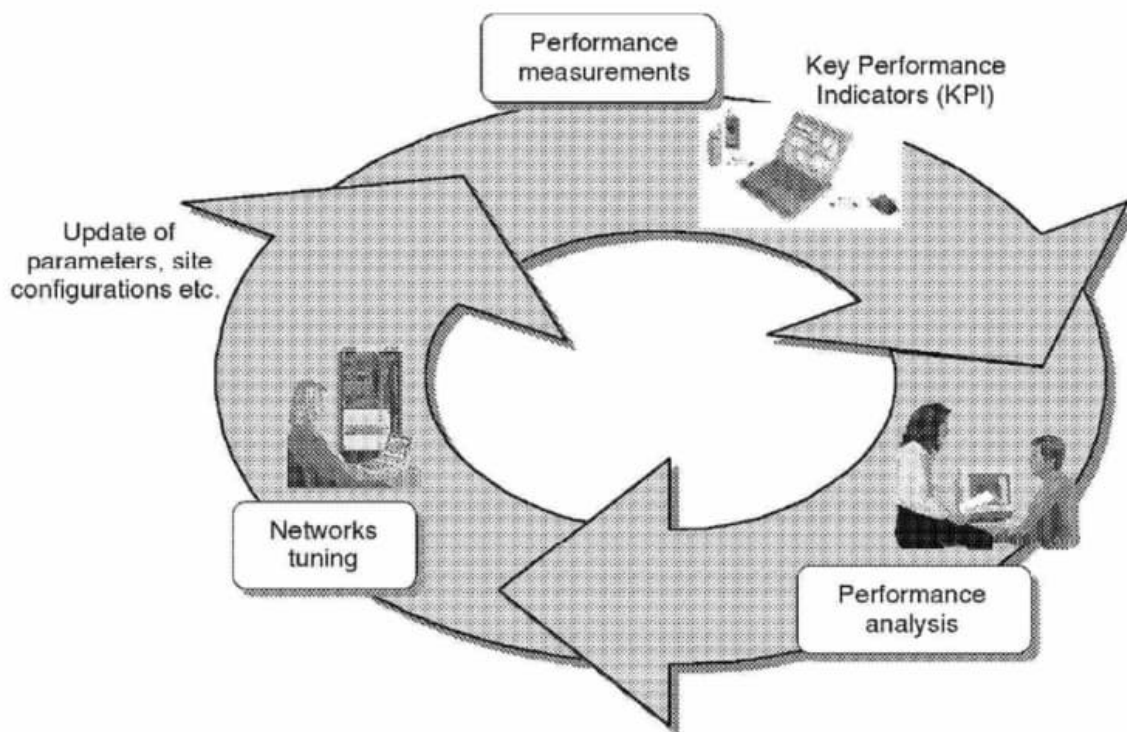 Performance
measurements
Key Performance
Indicators (KPI)
Update of
parameters, site
configurations etc.
Networks
tuning
Performance
analysis